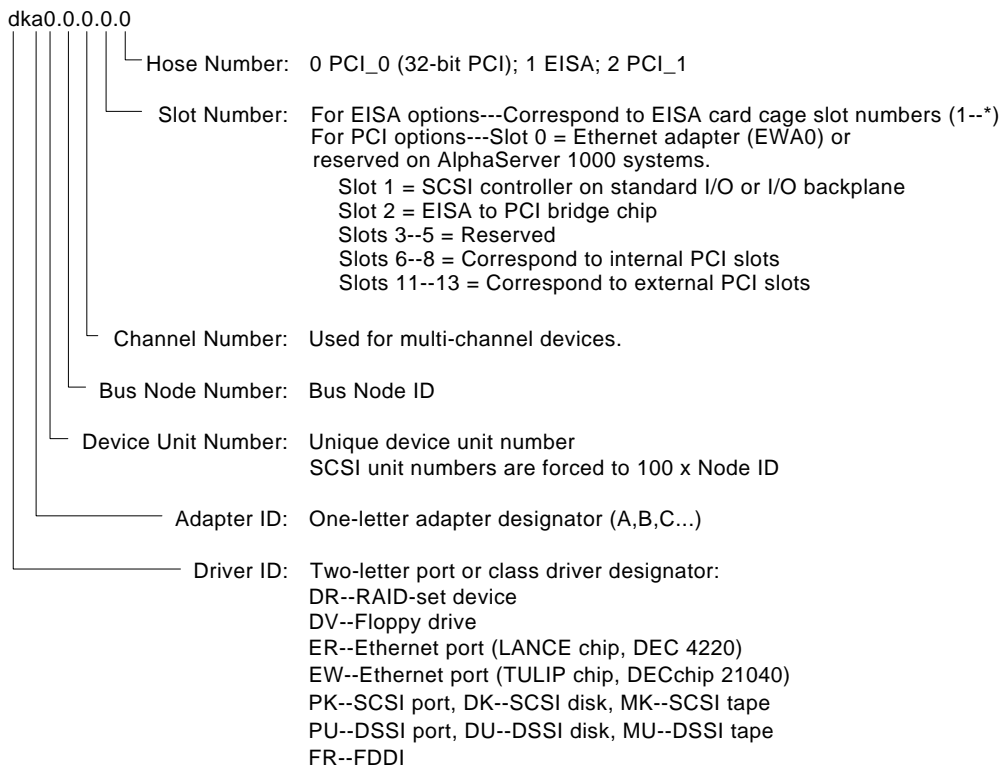 dka0.0.0.0.0
Hose Number: 0 PCI_0 (32-bit PCI); 1 EISA; 2 PCI_1
Slot Number: For EISA options---Correspond to EISA card cage slot numbers (1--*)
For PCI options---Slot 0 = Ethernet adapter (EWA0) or
reserved on AlphaServer 1000 systems.
Slot 1 = SCSI controller on standard I/O or I/O backplane
Slot 2 = EISA to PCI bridge chip
Slots 3--5 = Reserved
Slots 6--8 = Correspond to internal PCI slots
Slots 11--13 = Correspond to external PCI slots
Channel Number: Used for multi-channel devices.
Bus Node Number: Bus Node ID
Device Unit Number: Unique device unit number
SCSI unit numbers are forced to 100 x Node ID
Adapter ID: One-letter adapter designator (A,B,C...)
Driver ID: Two-letter port or class driver designator:
DR--RAID-set device
DV--Floppy drive
ER--Ethernet port (LANCE chip, DEC 4220)
EW--Ethernet port (TULIP chip, DECchip 21040)
PK--SCSI port, DK--SCSI disk, MK--SCSI tape
PU--DSSI port, DU--DSSI disk, MU--DSSI tape
FR--FDDI